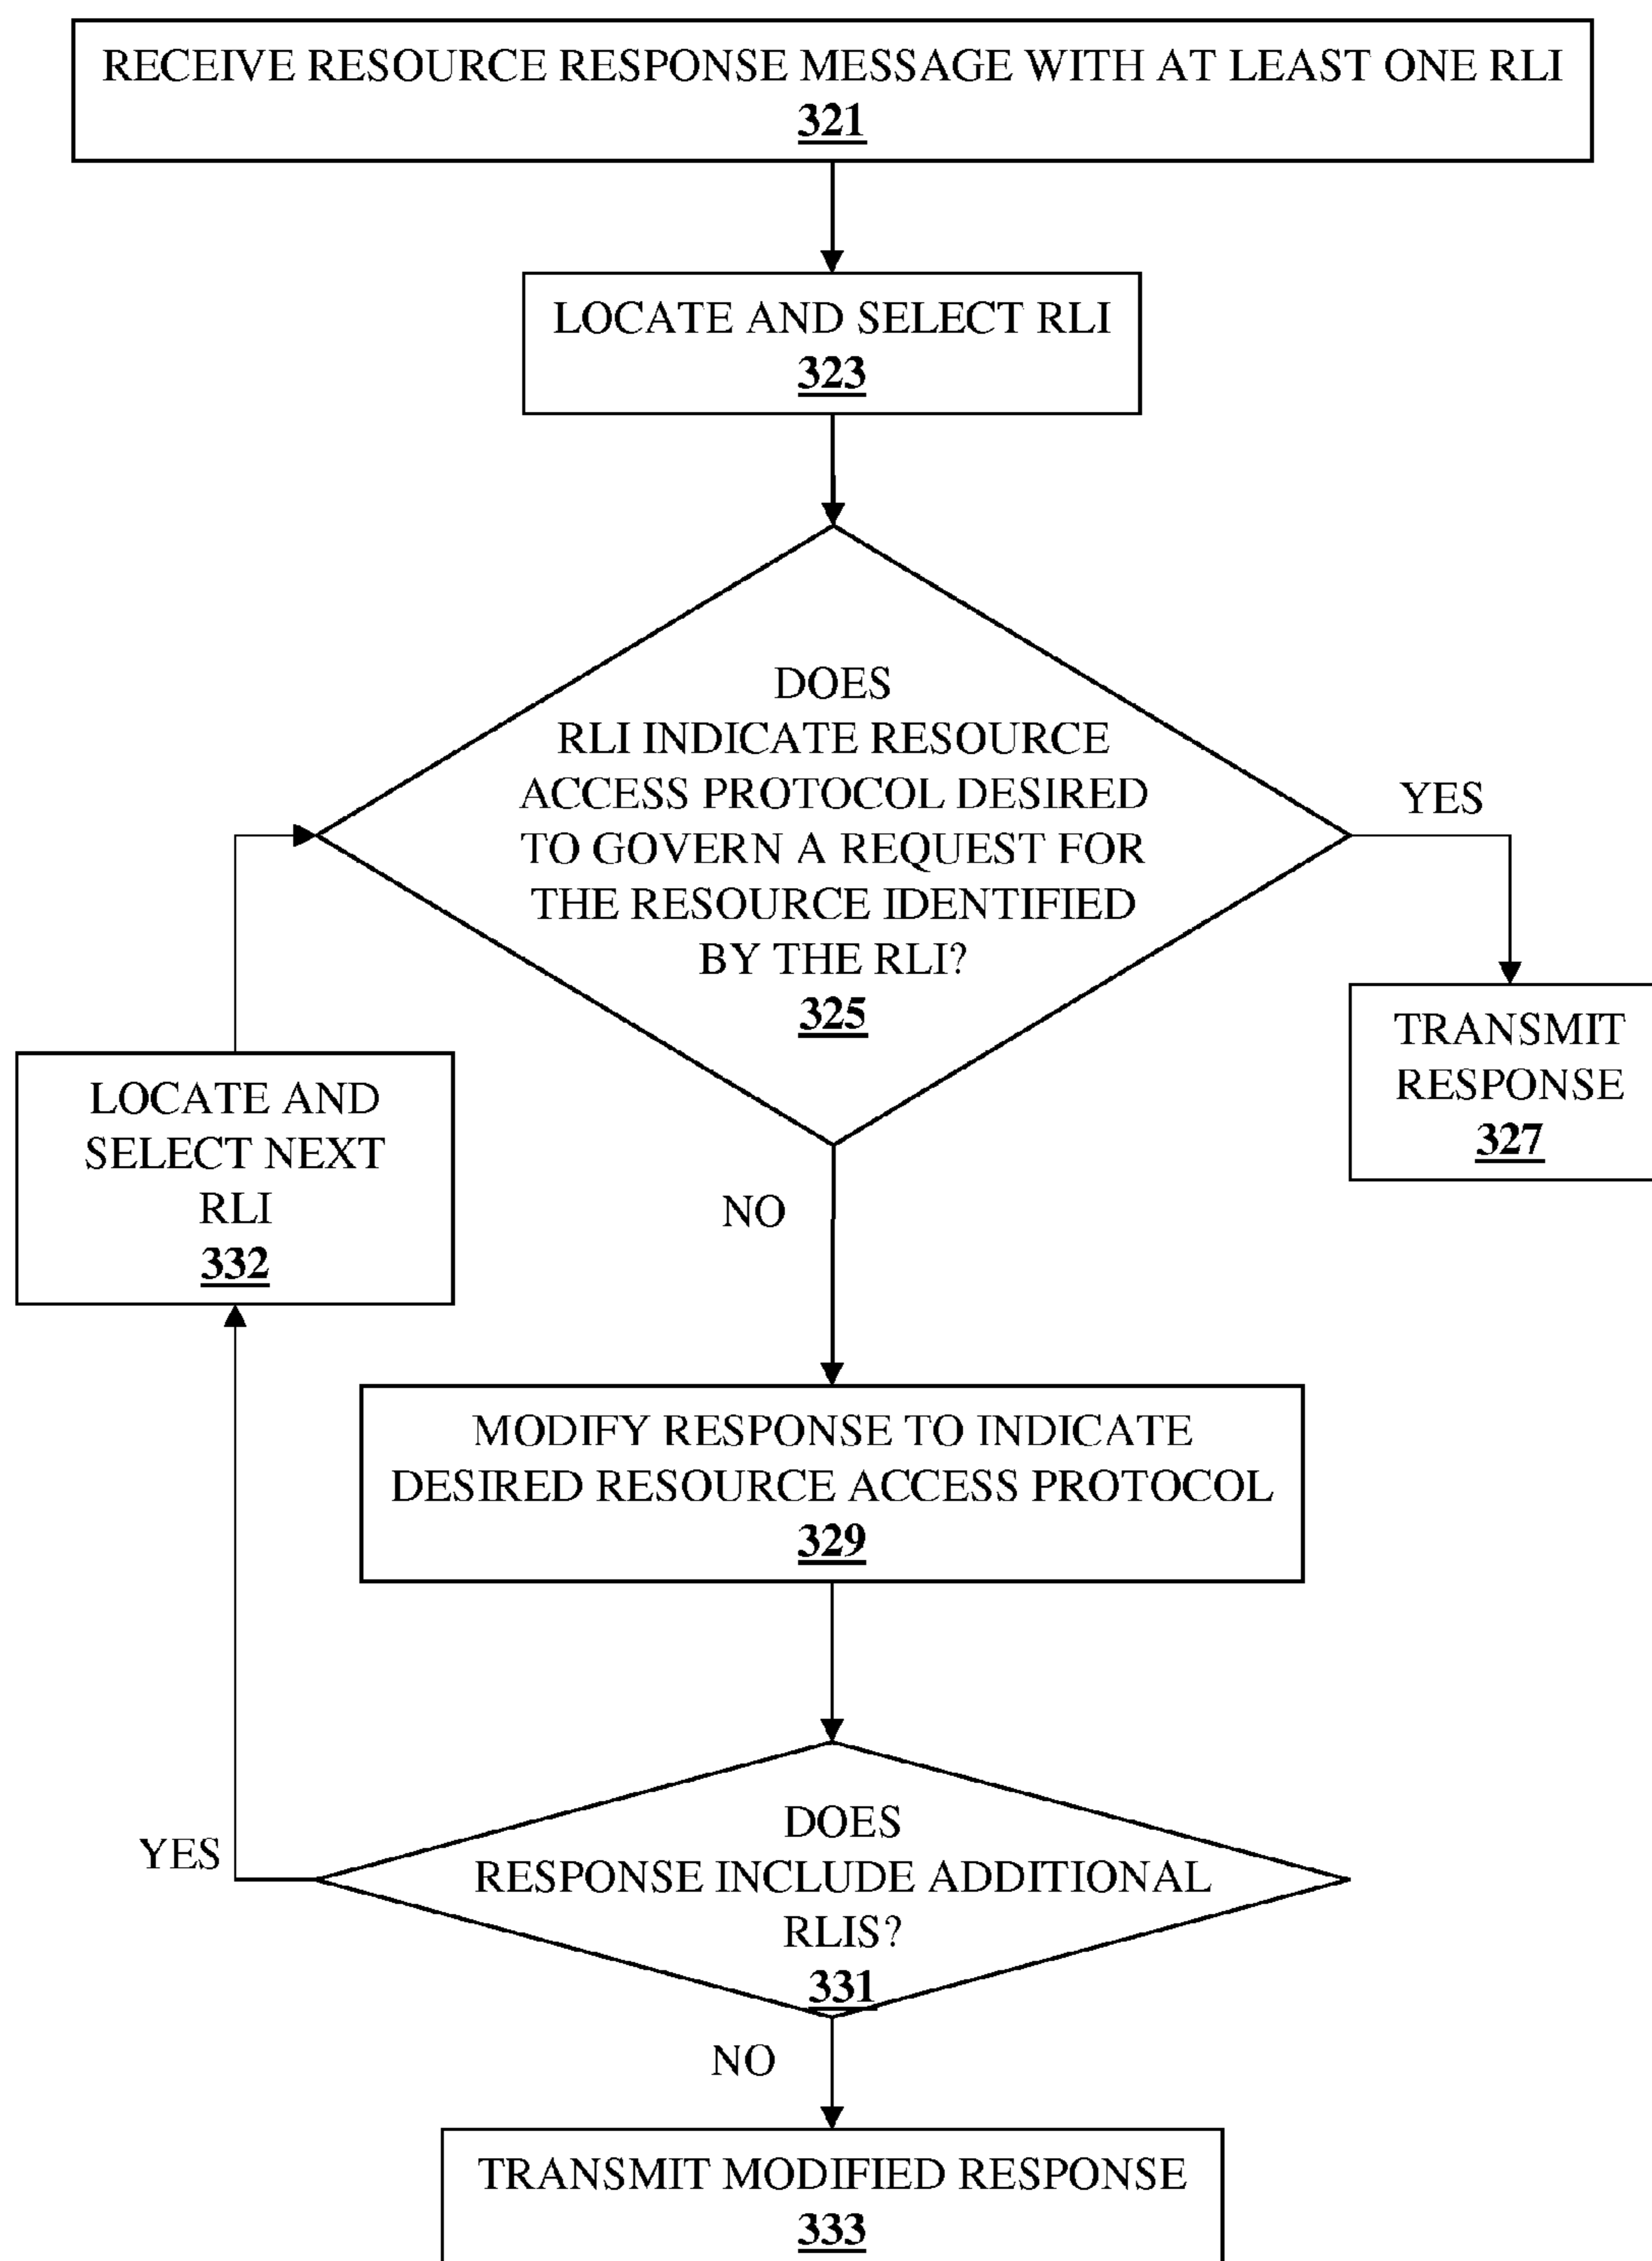 RECEIVE RESOURCE RESPONSE MESSAGE WITH AT LEAST ONE RLI
321
LOCATE AND SELECT RLI
323
DOES
RLI INDICATE RESOURCE
ACCESS PROTOCOL DESIRED
TO GOVERN A REQUEST FOR
THE RESOURCE IDENTIFIED
BY THE RLI?
325
YES
TRANSMIT
RESPONSE
327
LOCATE AND
SELECT NEXT
RLI
332
NO
MODIFY RESPONSE TO INDICATE
DESIRED RESOURCE ACCESS PROTOCOL
329
DOES
RESPONSE INCLUDE ADDITIONAL
RLIS?
331
YES
NO
TRANSMIT MODIFIED RESPONSE
333